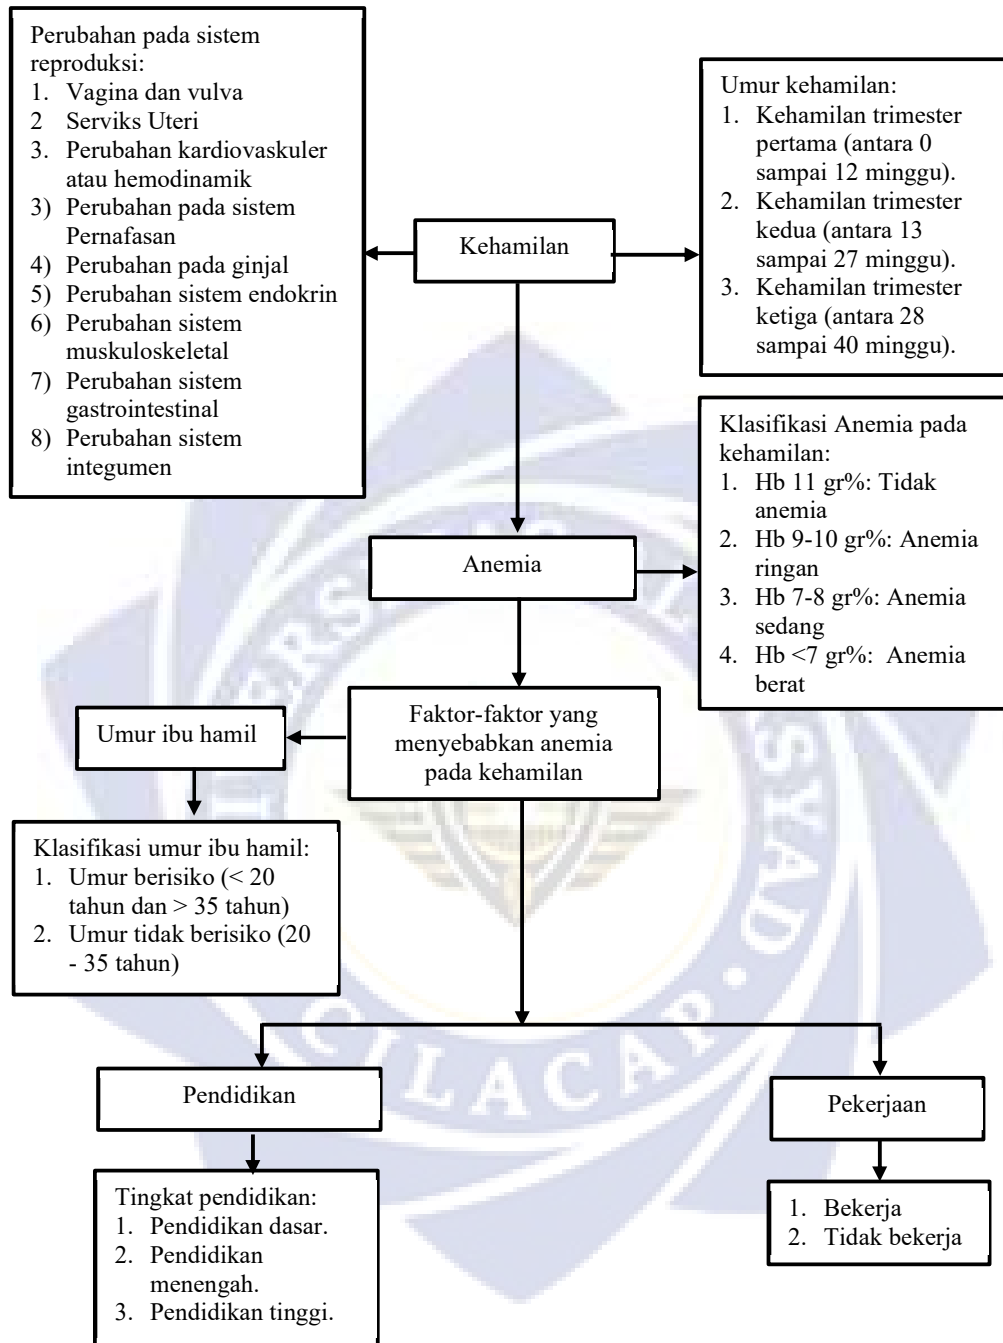 Perubahan pada sistem
reproduksi:
1. Vagina dan vulva
2 Serviks Uteri
3. Perubahan kardiovaskuler
atau hemodinamik
3) Perubahan pada sistem
Pernafasan
4) Perubahan pada ginjal
5) Perubahan sistem endokrin
6) Perubahan sistem
muskuloskeletal
7) Perubahan sistem
gastrointestinal
8) Perubahan sistem
integumen
Kehamilan
Umur kehamilan:
1. Kehamilan trimester
pertama (antara 0
sampai 12 minggu).
2. Kehamilan trimester
kedua (antara 13
sampai 27 minggu).
3. Kehamilan trimester
ketiga (antara 28
sampai 40 minggu).
Anemia
Klasifikasi Anemia pada
kehamilan:
1. Hb 11 gr%: Tidak
anemia
2. Hb 9-10 gr%: Anemia
ringan
3. Hb 7-8 gr%: Anemia
sedang
4. Hb <7 gr%: Anemia
berat
Umur ibu hamil
Faktor-faktor yang
menyebabkan anemia
pada kehamilan
Klasifikasi umur ibu hamil:
1. Umur berisiko (< 20
tahun dan > 35 tahun)
2. Umur tidak berisiko (20
- 35 tahun)
Pendidikan
Pekerjaan
Tingkat pendidikan:
1. Pendidikan dasar.
2. Pendidikan
menengah.
3. Pendidikan tinggi.
1. Bekerja
2. Tidak bekerja
CILACAP